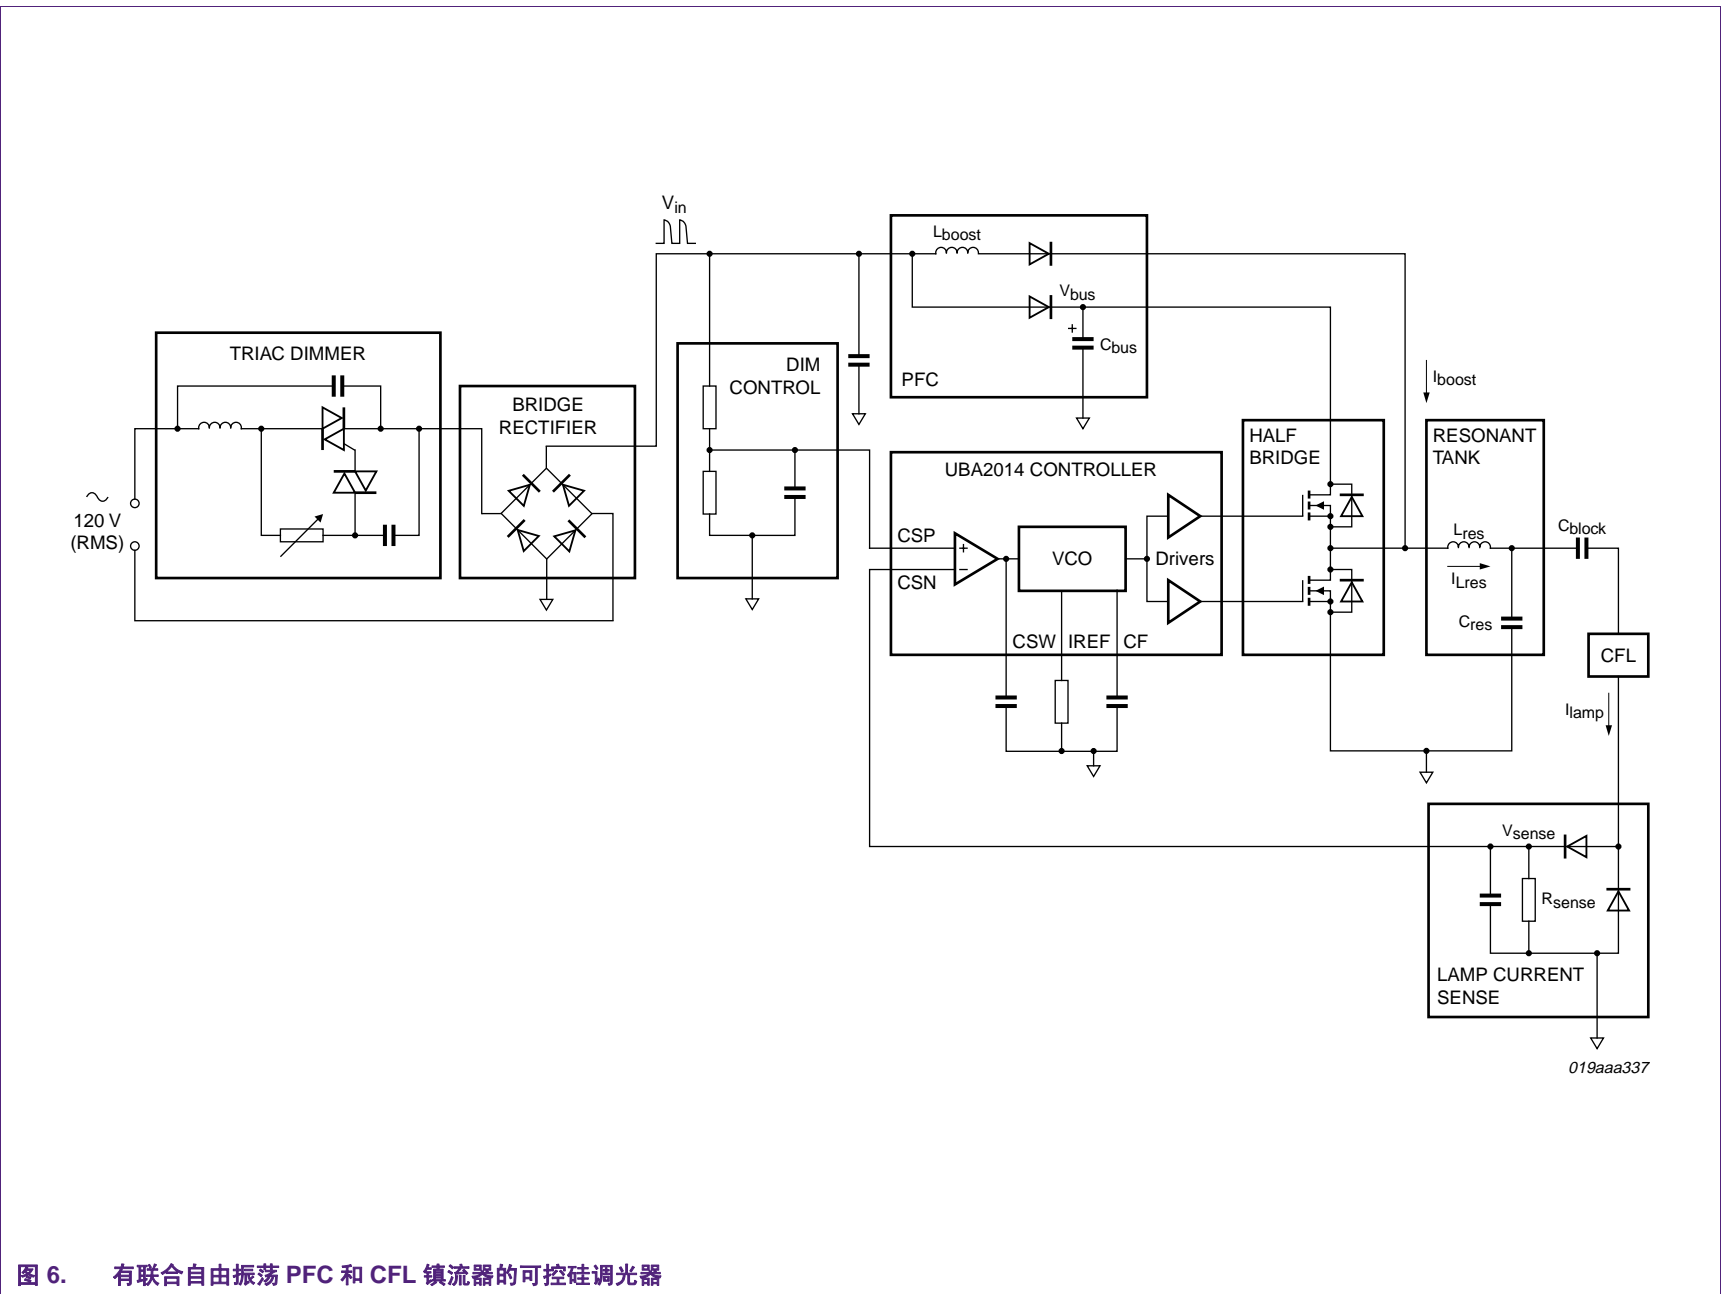 Vin
Lboost
Vbus
+
Cbus
PFC
TRIAC DIMMER
120 V
(RMS)
BRIDGE
RECTIFIER
DIM
CONTROL
UBA2014 CONTROLLER
CSP
CSN
+
−
VCO
Drivers
CSW
IREF
CF
HALF
BRIDGE
Iboost
RESONANT
TANK
Lres
ILres
Cres
Cblock
CFL
Ilamp
Vsense
Rsense
LAMP CURRENT
SENSE
019aaa337
图 6. 有联合自由振荡 PFC 和 CFL 镇流器的可控硅调光器